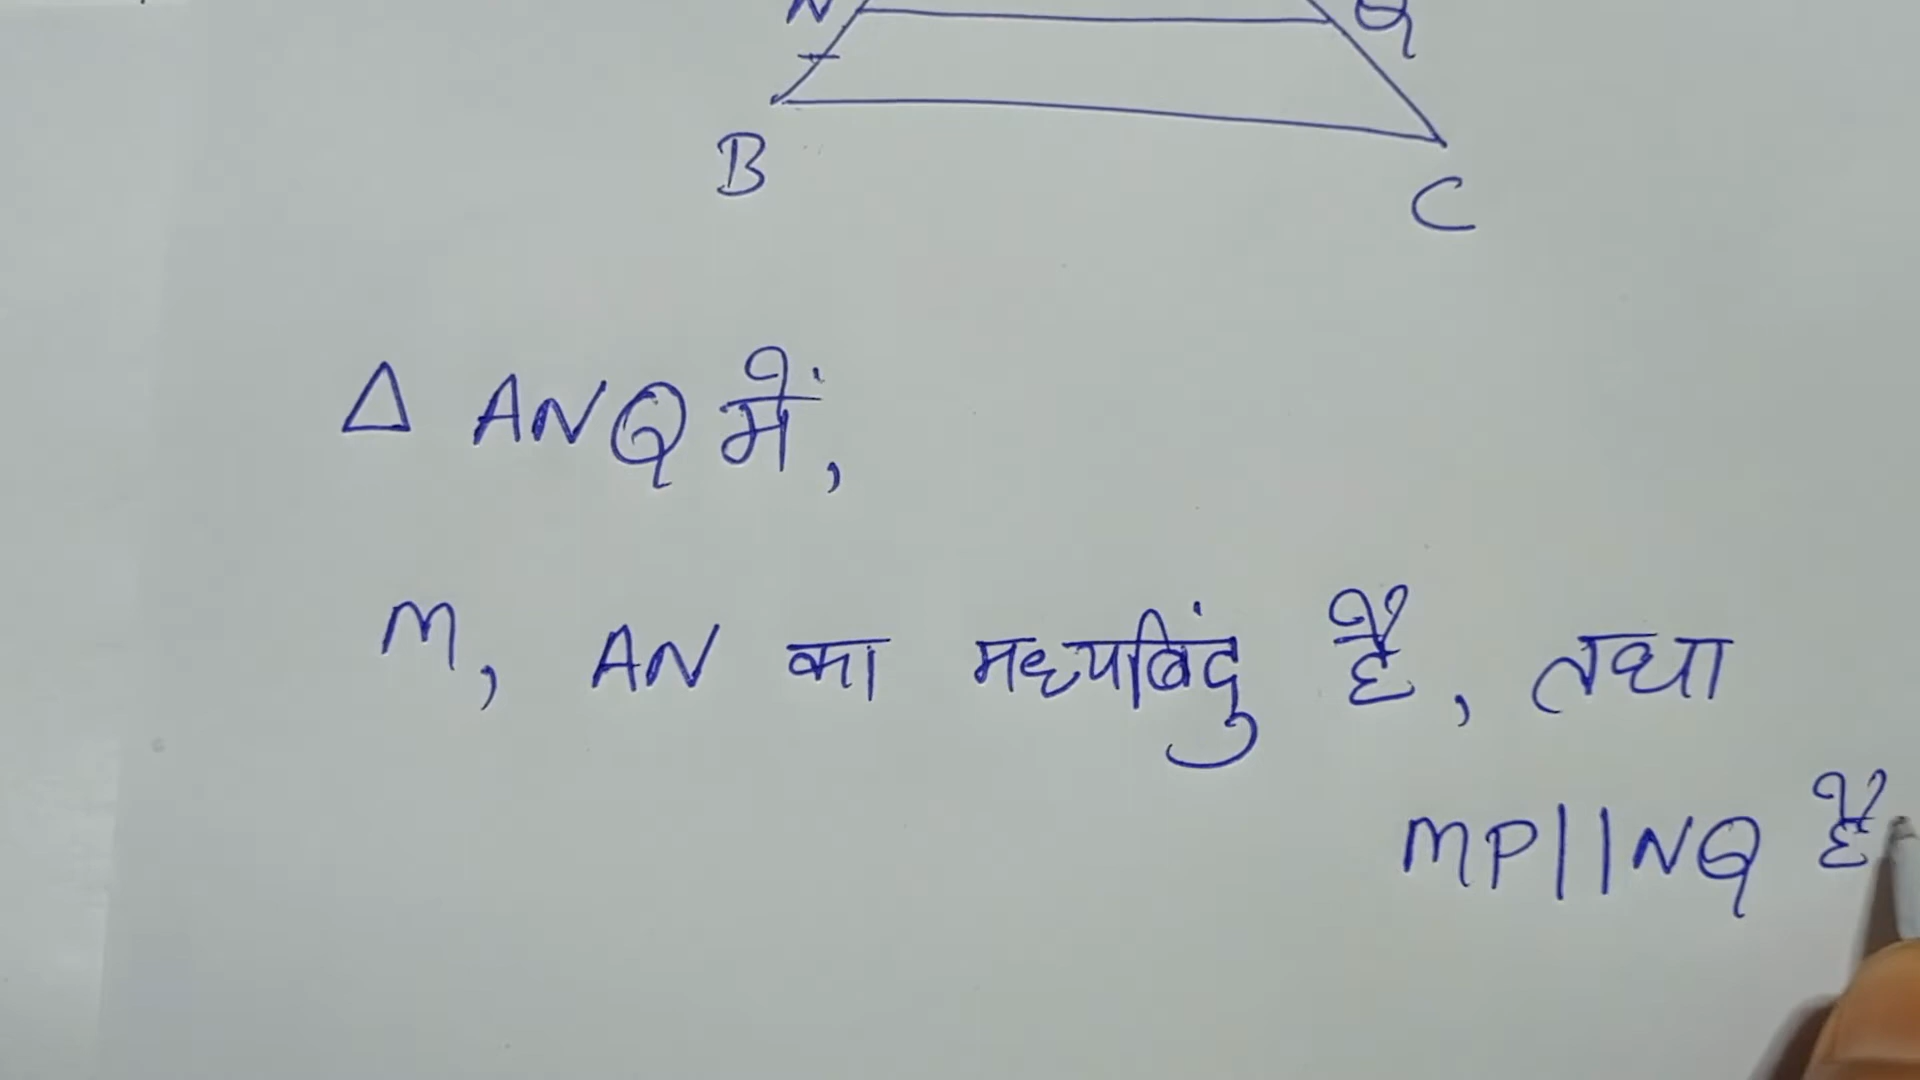 N Q
B
C
Δ ANQ में,
M, AN का मध्यबिंदु है, तथा
MP||NQ है